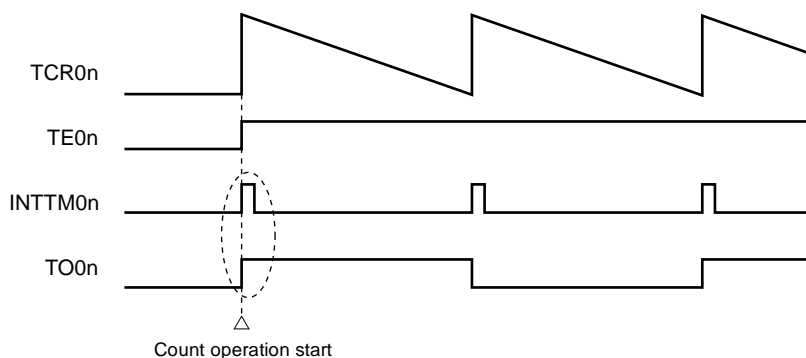 TCR0n
TE0n
INTTM0n
TO0n
Count operation start